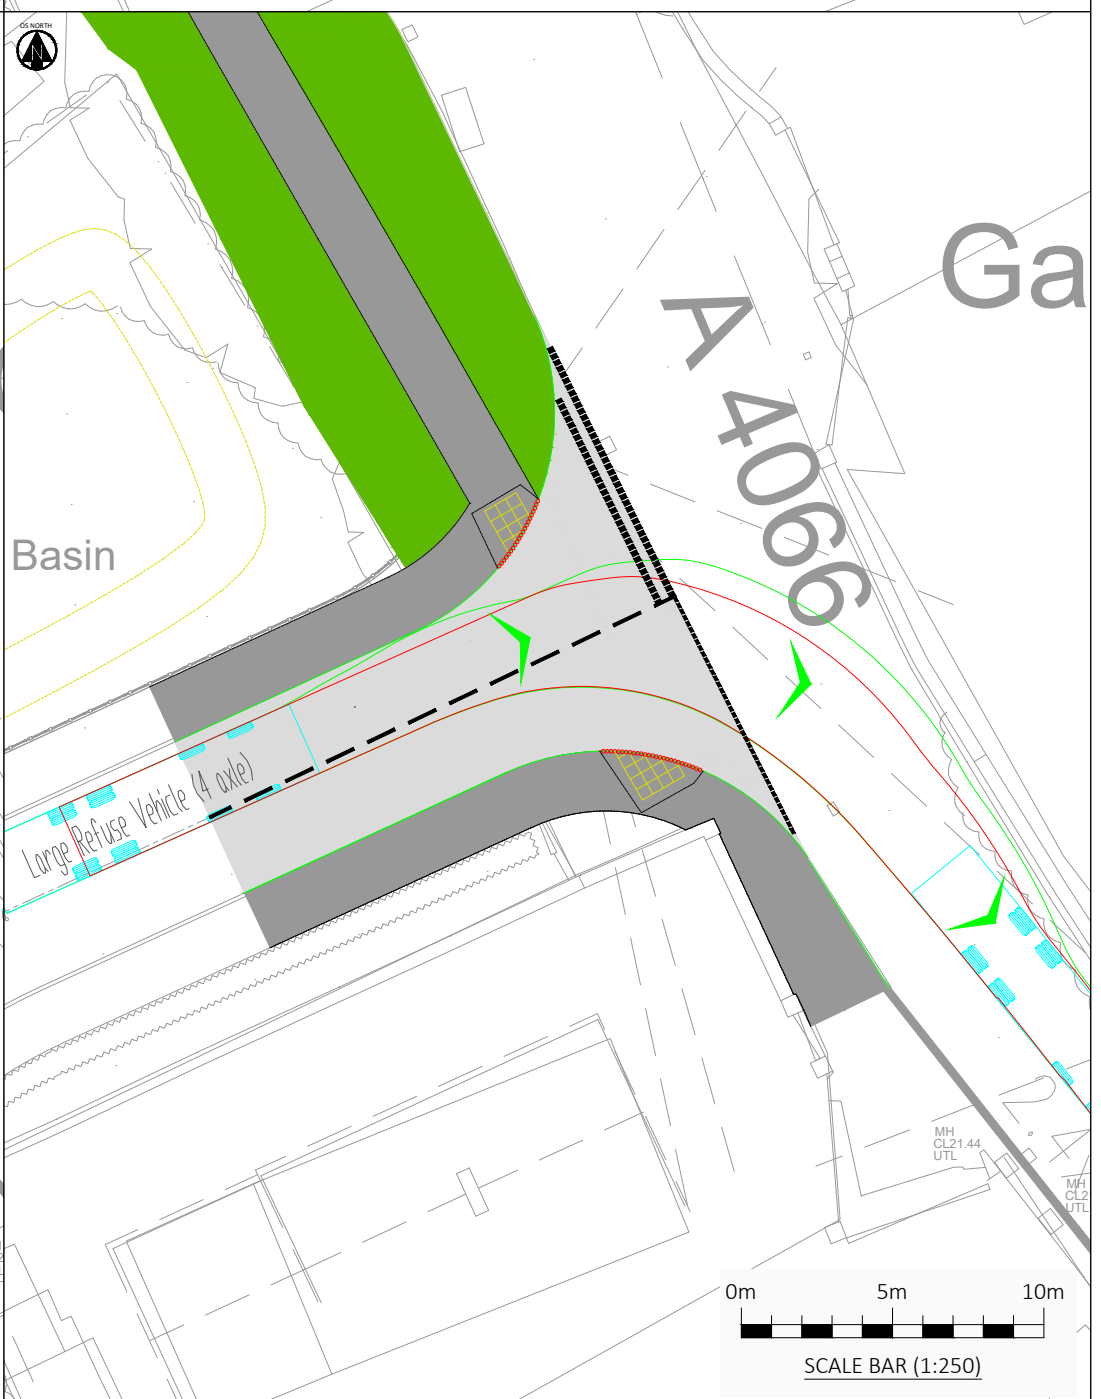 OS NORTH
N
Ga
A 4066
Basin
Large Refuse Vehicle (4 axle)
MH
CL21.44
UTL
MH
CL2
UTL
0m 5m 10m
SCALE BAR (1:250)